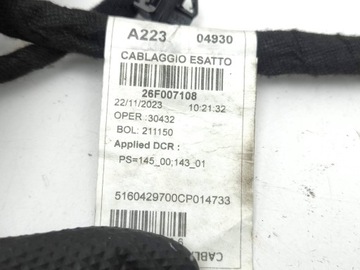 A223 04930
CABLAGGIO ESATTO
26F007108
22/11/2023 10:21:32
OPER :30432
BOL: 211150
Applied DCR :
PS=145_00;143_01
5160429700CP014733
CABLA